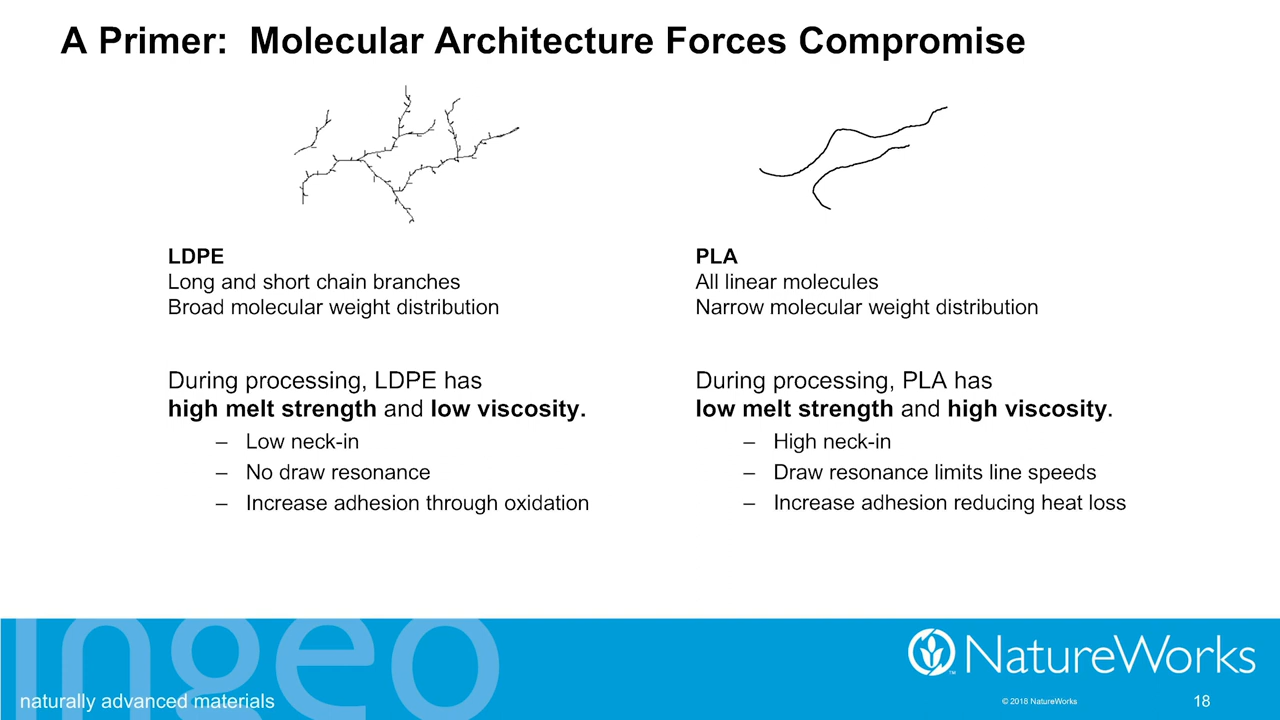 A Primer:  Molecular Architecture Forces Compromise
LDPE
Long and short chain branches
Broad molecular weight distribution
During processing, LDPE has
high melt strength and low viscosity.
– Low neck-in
– No draw resonance
– Increase adhesion through oxidation
PLA
All linear molecules
Narrow molecular weight distribution
During processing, PLA has
low melt strength and high viscosity.
– High neck-in
– Draw resonance limits line speeds
– Increase adhesion reducing heat loss
ingeo
naturally advanced materials
NatureWorks
TM
© 2018 NatureWorks
18